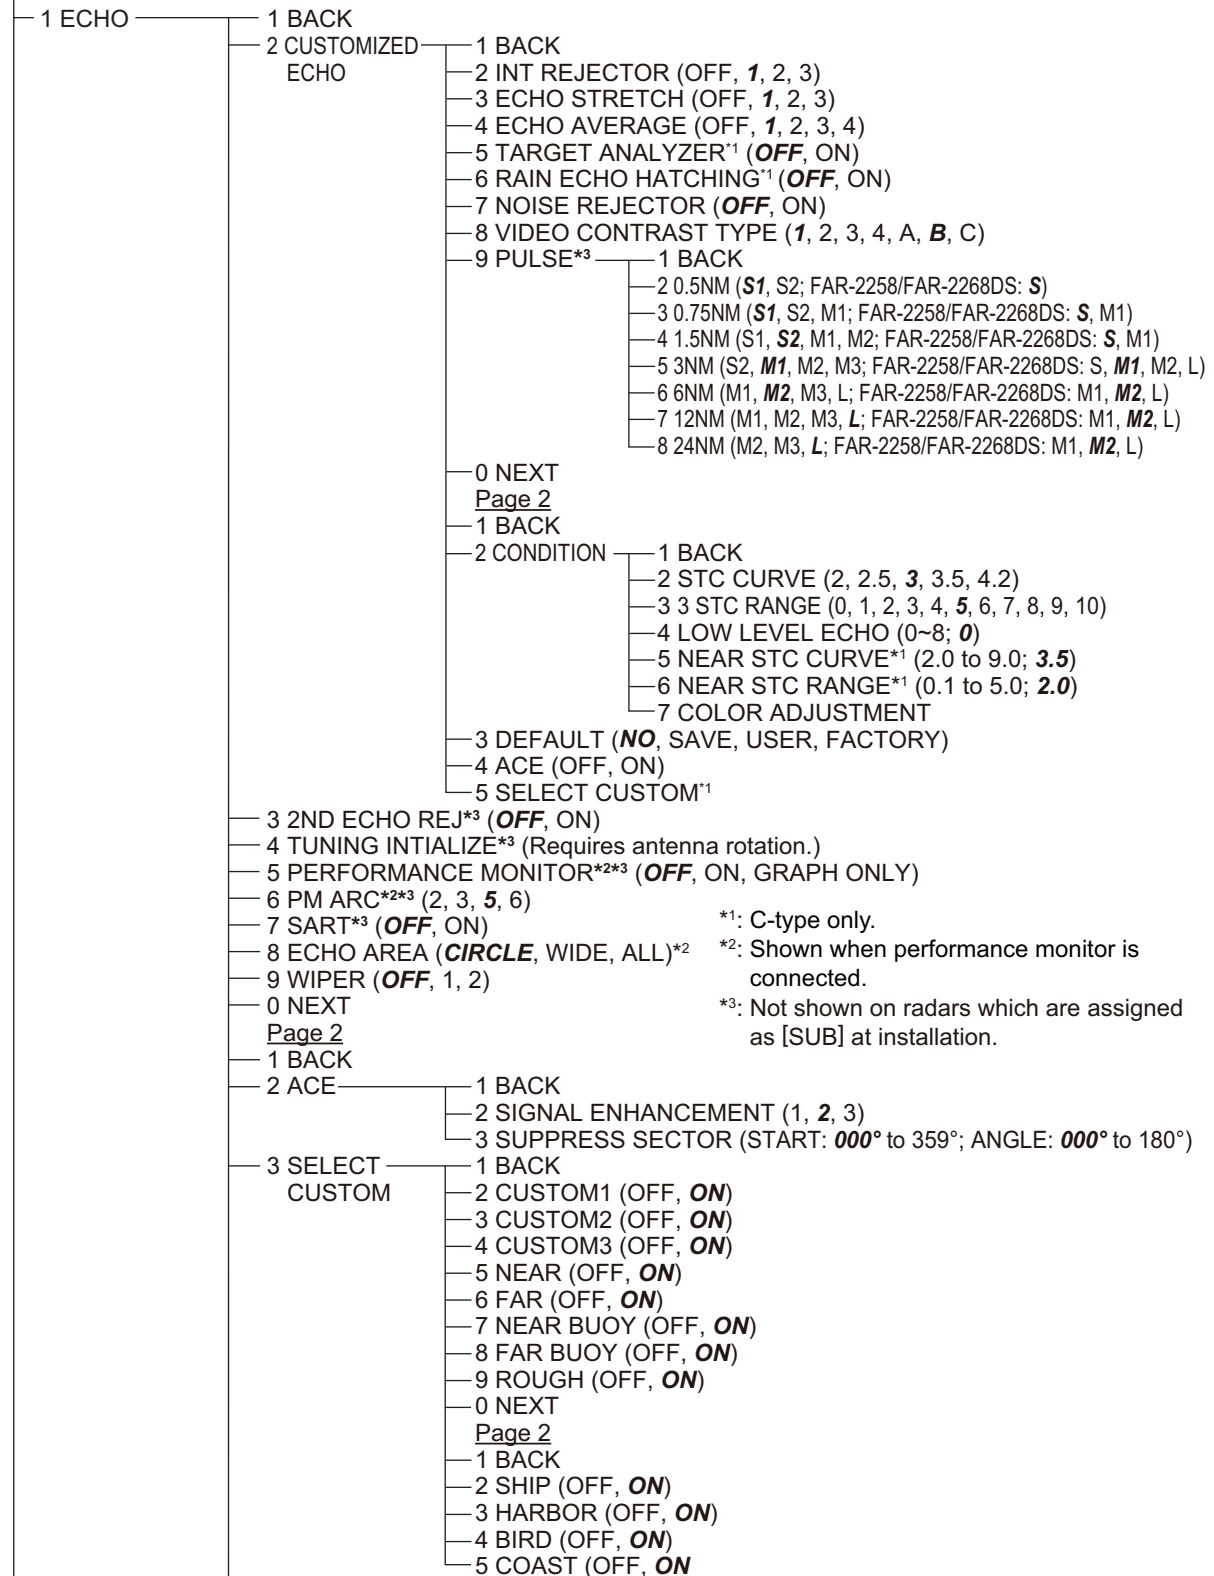 1 ECHO
1 BACK
2 CUSTOMIZED
ECHO
1 BACK
2 INT REJECTOR (OFF, 1, 2, 3)
3 ECHO STRETCH (OFF, 1, 2, 3)
4 ECHO AVERAGE (OFF, 1, 2, 3, 4)
5 TARGET ANALYZER*1 (OFF, ON)
6 RAIN ECHO HATCHING*1 (OFF, ON)
7 NOISE REJECTOR (OFF, ON)
8 VIDEO CONTRAST TYPE (1, 2, 3, 4, A, B, C)
9 PULSE*3
1 BACK
2 0.5NM (S1, S2; FAR-2258/FAR-2268DS: S)
3 0.75NM (S1, S2, M1; FAR-2258/FAR-2268DS: S, M1)
4 1.5NM (S1, S2, M1, M2; FAR-2258/FAR-2268DS: S, M1)
5 3NM (S2, M1, M2, M3; FAR-2258/FAR-2268DS: S, M1, M2, L)
6 6NM (M1, M2, M3, L; FAR-2258/FAR-2268DS: M1, M2, L)
7 12NM (M1, M2, M3, L; FAR-2258/FAR-2268DS: M1, M2, L)
8 24NM (M2, M3, L; FAR-2258/FAR-2268DS: M1, M2, L)
0 NEXT
Page 2
1 BACK
2 CONDITION
1 BACK
2 STC CURVE (2, 2.5, 3, 3.5, 4.2)
3 3 STC RANGE (0, 1, 2, 3, 4, 5, 6, 7, 8, 9, 10)
4 LOW LEVEL ECHO (0~8; 0)
5 NEAR STC CURVE*1 (2.0 to 9.0; 3.5)
6 NEAR STC RANGE*1 (0.1 to 5.0; 2.0)
7 COLOR ADJUSTMENT
3 DEFAULT (NO, SAVE, USER, FACTORY)
4 ACE (OFF, ON)
5 SELECT CUSTOM*1
3 2ND ECHO REJ*3 (OFF, ON)
4 TUNING INTIALIZE*3 (Requires antenna rotation.)
5 PERFORMANCE MONITOR*2*3 (OFF, ON, GRAPH ONLY)
6 PM ARC*2*3 (2, 3, 5, 6)
7 SART*3 (OFF, ON)
8 ECHO AREA (CIRCLE, WIDE, ALL)*2
9 WIPER (OFF, 1, 2)
0 NEXT
*1: C-type only.
*2: Shown when performance monitor is
connected.
*3: Not shown on radars which are assigned
as [SUB] at installation.
Page 2
1 BACK
2 ACE
1 BACK
2 SIGNAL ENHANCEMENT (1, 2, 3)
3 SUPPRESS SECTOR (START: 000° to 359°; ANGLE: 000° to 180°)
3 SELECT
CUSTOM
1 BACK
2 CUSTOM1 (OFF, ON)
3 CUSTOM2 (OFF, ON)
4 CUSTOM3 (OFF, ON)
5 NEAR (OFF, ON)
6 FAR (OFF, ON)
7 NEAR BUOY (OFF, ON)
8 FAR BUOY (OFF, ON)
9 ROUGH (OFF, ON)
0 NEXT
Page 2
1 BACK
2 SHIP (OFF, ON)
3 HARBOR (OFF, ON)
4 BIRD (OFF, ON)
5 COAST (OFF, ON